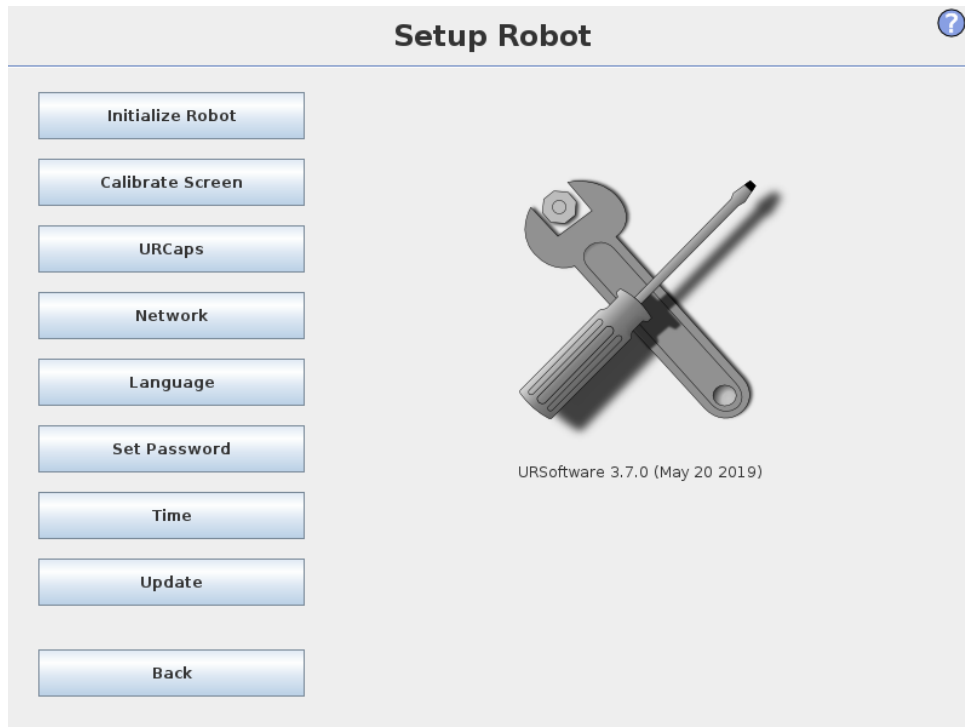 Setup Robot
?
Initialize Robot
Calibrate Screen
URCaps
Network
Language
Set Password
Time
Update
Back
URSoftware 3.7.0 (May 20 2019)